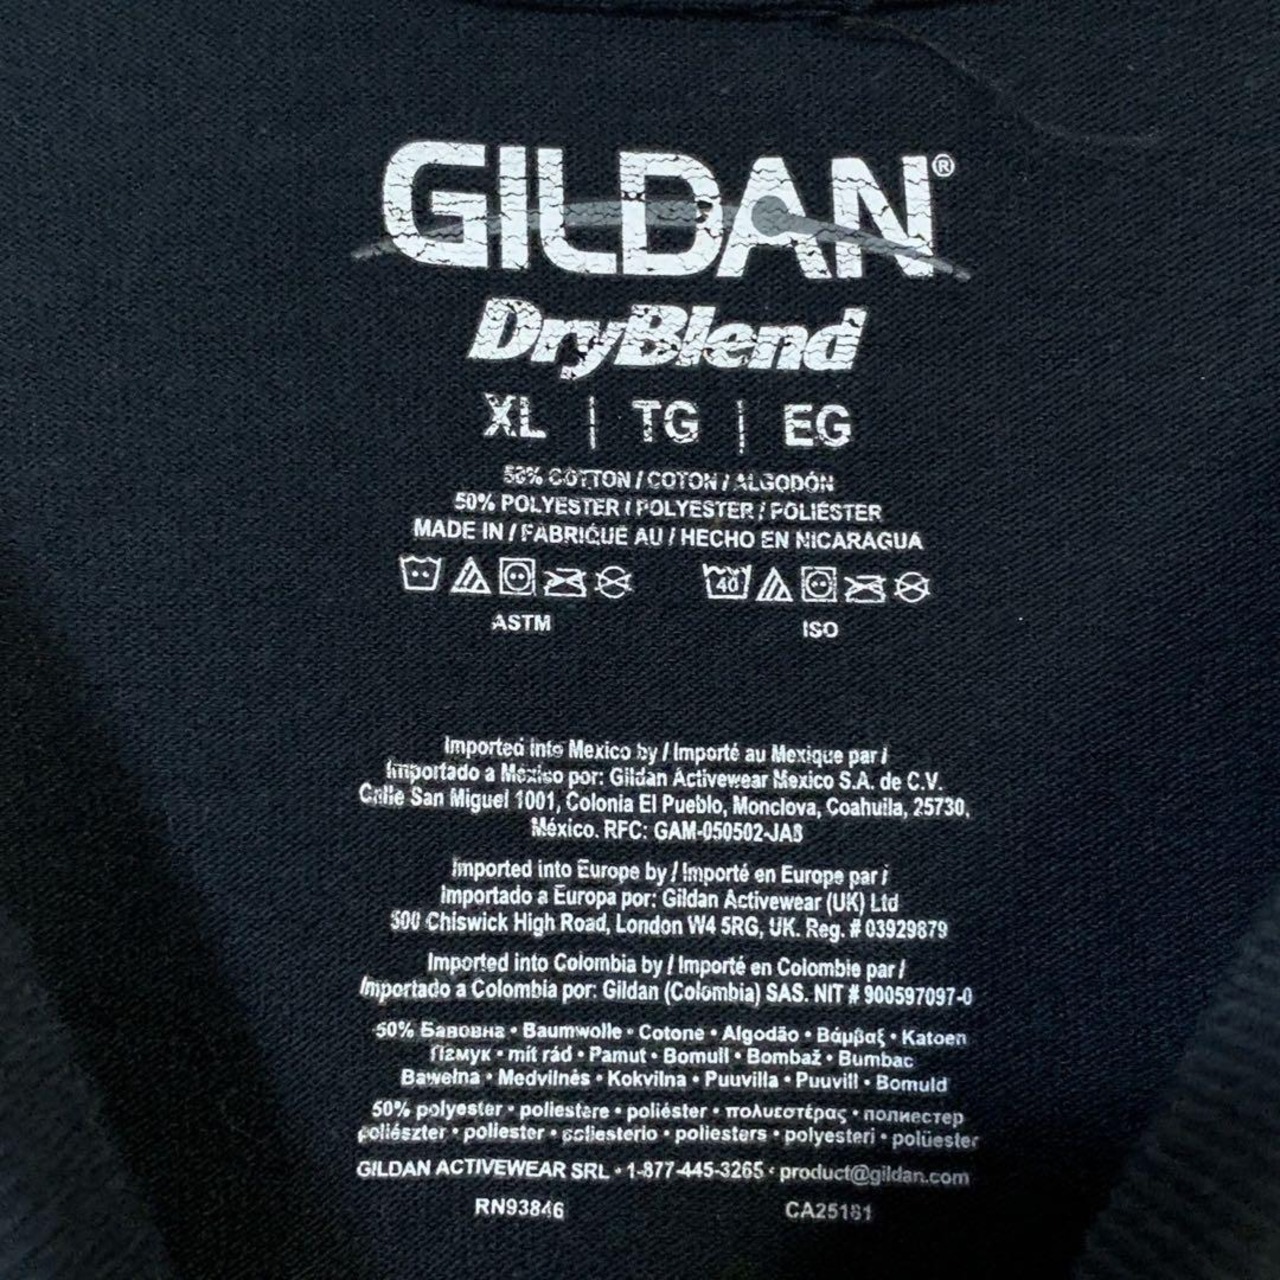 GILDAN®
DryBlend
XL | TG | EG
50% COTTON / COTON / ALGODÓN
50% POLYESTER / POLYESTER / POLIÉSTER
MADE IN / FABRIQUÉ AU / HECHO EN NICARAGUA
40
ASTM ISO
Imported into Mexico by / Importé au Mexique par /
Importado a México por: Gildan Activewear Mexico S.A. de C.V.
Calle San Miguel 1001, Colonia El Pueblo, Monclova, Coahuila, 25730,
México. RFC: GAM-050502-JA8
Imported into Europe by / Importé en Europe par /
Importado a Europa por: Gildan Activewear (UK) Ltd
500 Chiswick High Road, London W4 5RG, UK. Reg. # 03929879
Imported into Colombia by / Importé en Colombie par /
Importado a Colombia por: Gildan (Colombia) SAS. NIT # 900597097-0
50% Бавовна • Baumwolle • Cotone • Algodão • Βάμβαξ • Katoen
Памук • mit rád • Pamut • Bomull • Bombaž • Bumbac
Bawełna • Medvilnės • Kokvilna • Puuvilla • Puuvill • Bomuld
50% polyester • poliestere • poliéster • πολυεστέρας • полиестер
poliészter • poliester • poliesterio • poliesters • polyesteri • polüester
GILDAN ACTIVEWEAR SRL • 1-877-445-3265 • product@gildan.com
RN93846 CA25181